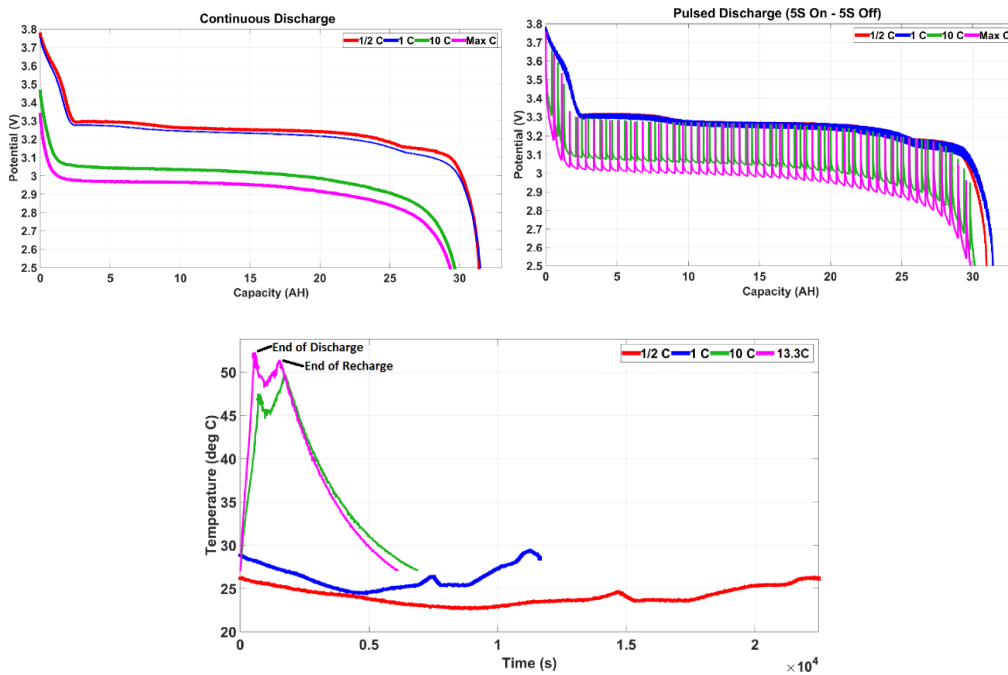 Continuous Discharge
1/2 C 1 C 10 C Max C
Potential (V)
3.8
3.7
3.6
3.5
3.4
3.3
3.2
3.1
3
2.9
2.8
2.7
2.6
2.5
0 5 10 15 20 25 30
Capacity (AH)
Pulsed Discharge (5S On - 5S Off)
1/2 C 1 C 10 C Max C
Potential (V)
3.8
3.7
3.6
3.5
3.4
3.3
3.2
3.1
3
2.9
2.8
2.7
2.6
2.5
0 5 10 15 20 25 30
Capacity (AH)
End of Discharge
End of Recharge
1/2 C 1 C 10 C 13.3C
Temperature (deg C)
50
45
40
35
30
25
20
0 0.5 1 1.5 2
Time (s)
×10⁴